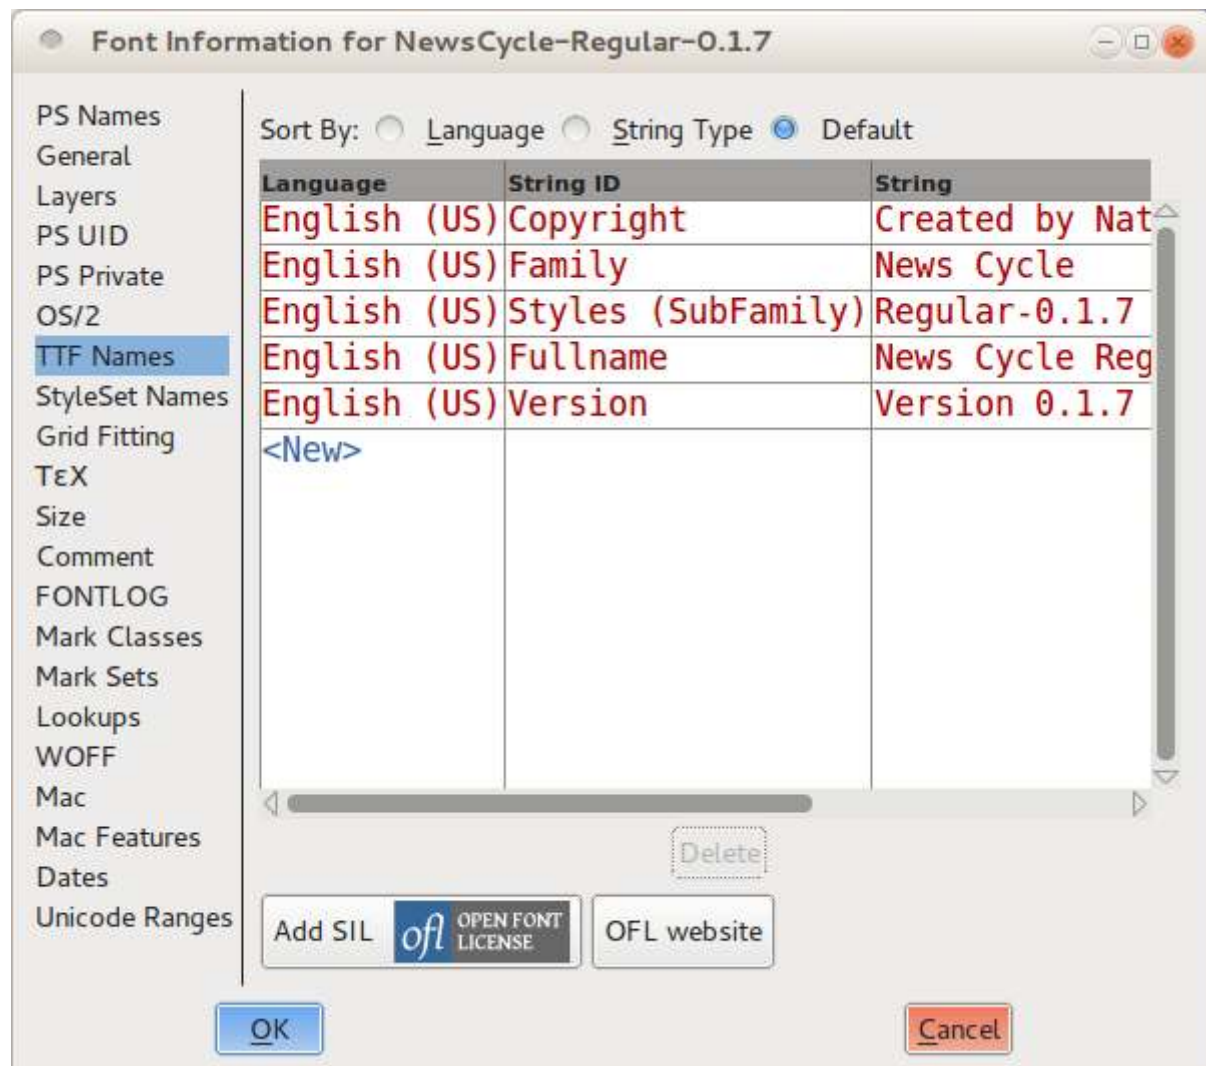 Font Information for NewsCycle-Regular-0.1.7
PS Names
General
Layers
PS UID
PS Private
OS/2
TTF Names
StyleSet Names
Grid Fitting
TεX
Size
Comment
FONTLOG
Mark Classes
Mark Sets
Lookups
WOFF
Mac
Mac Features
Dates
Unicode Ranges
Sort By: Language String Type Default
Language String ID String
English (US) Copyright Created by Nat
English (US) Family News Cycle
English (US) Styles (SubFamily) Regular-0.1.7
English (US) Fullname News Cycle Reg
English (US) Version Version 0.1.7
<New>
Delete
Add SIL ofl OPEN FONT LICENSE OFL website
OK Cancel